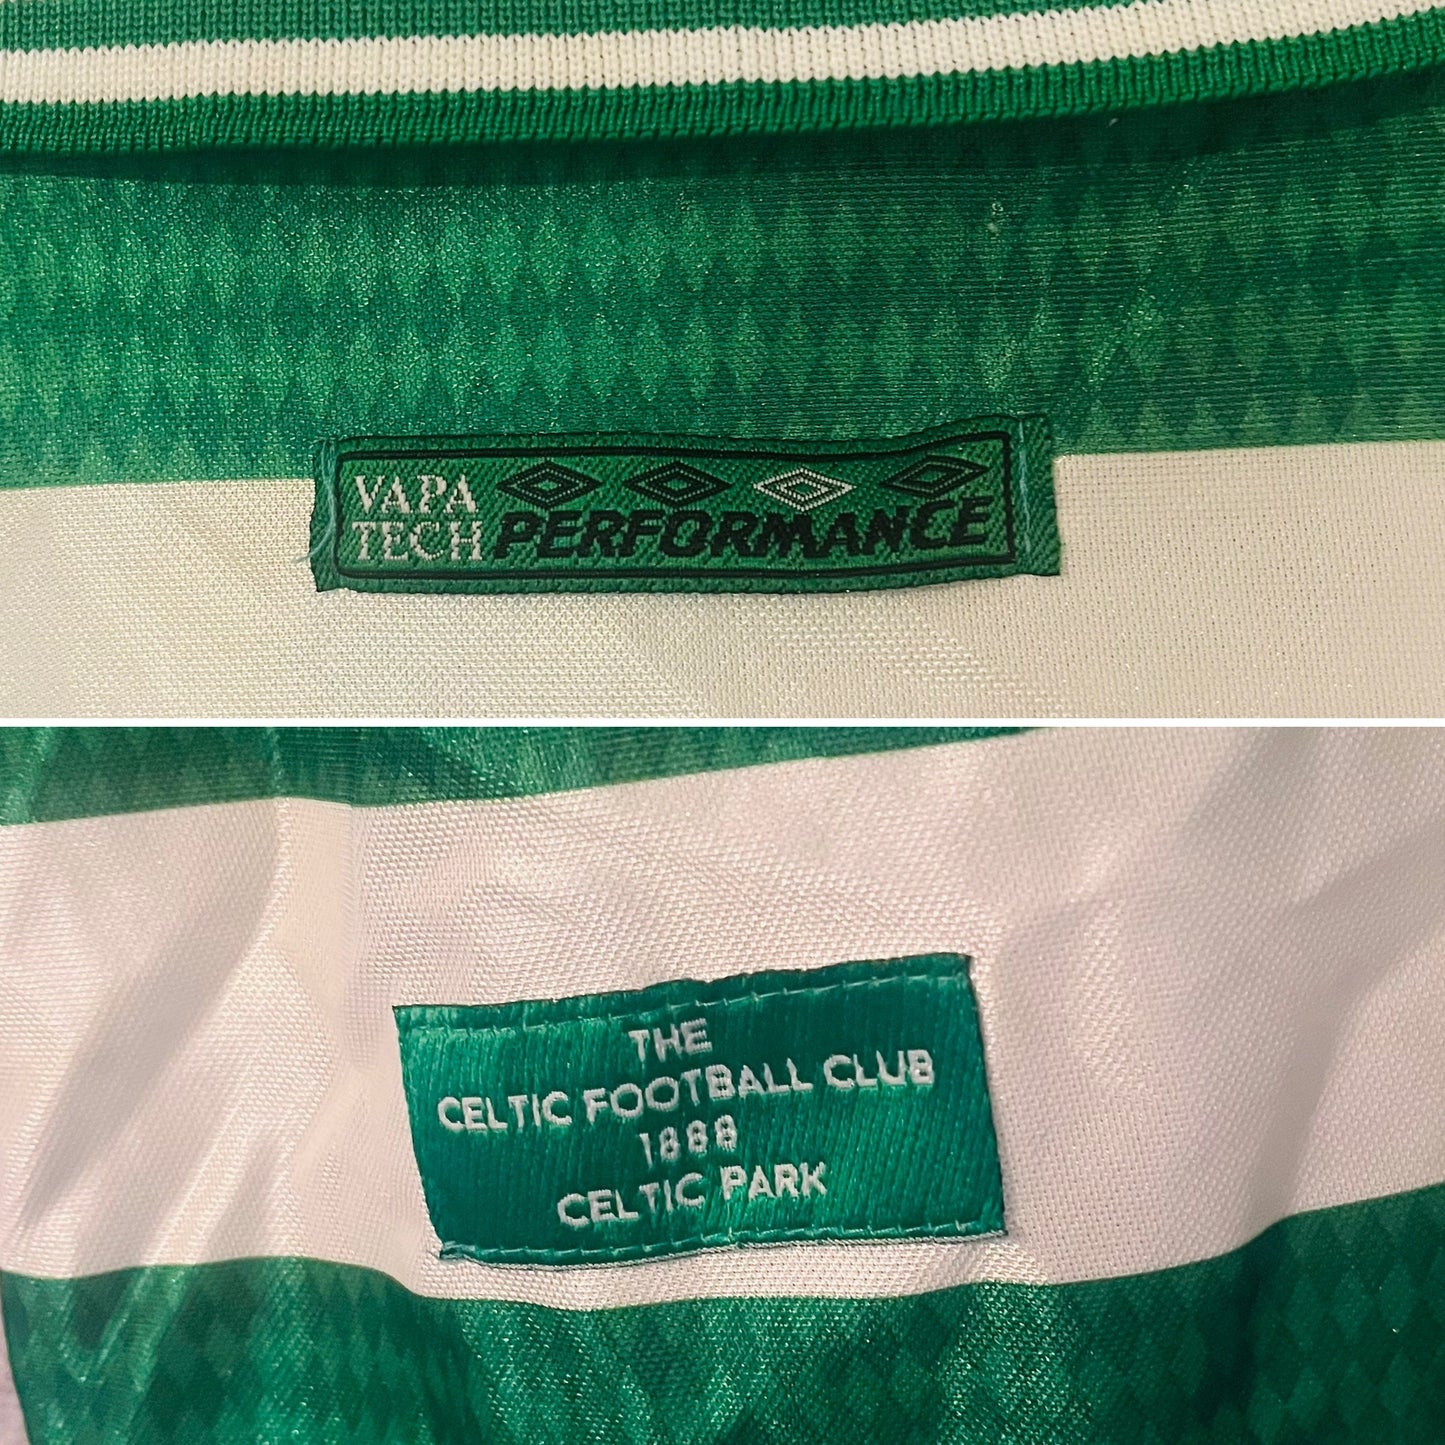 VAPA
TECH PERFORMANCE
THE
CELTIC FOOTBALL CLUB
1888
CELTIC PARK